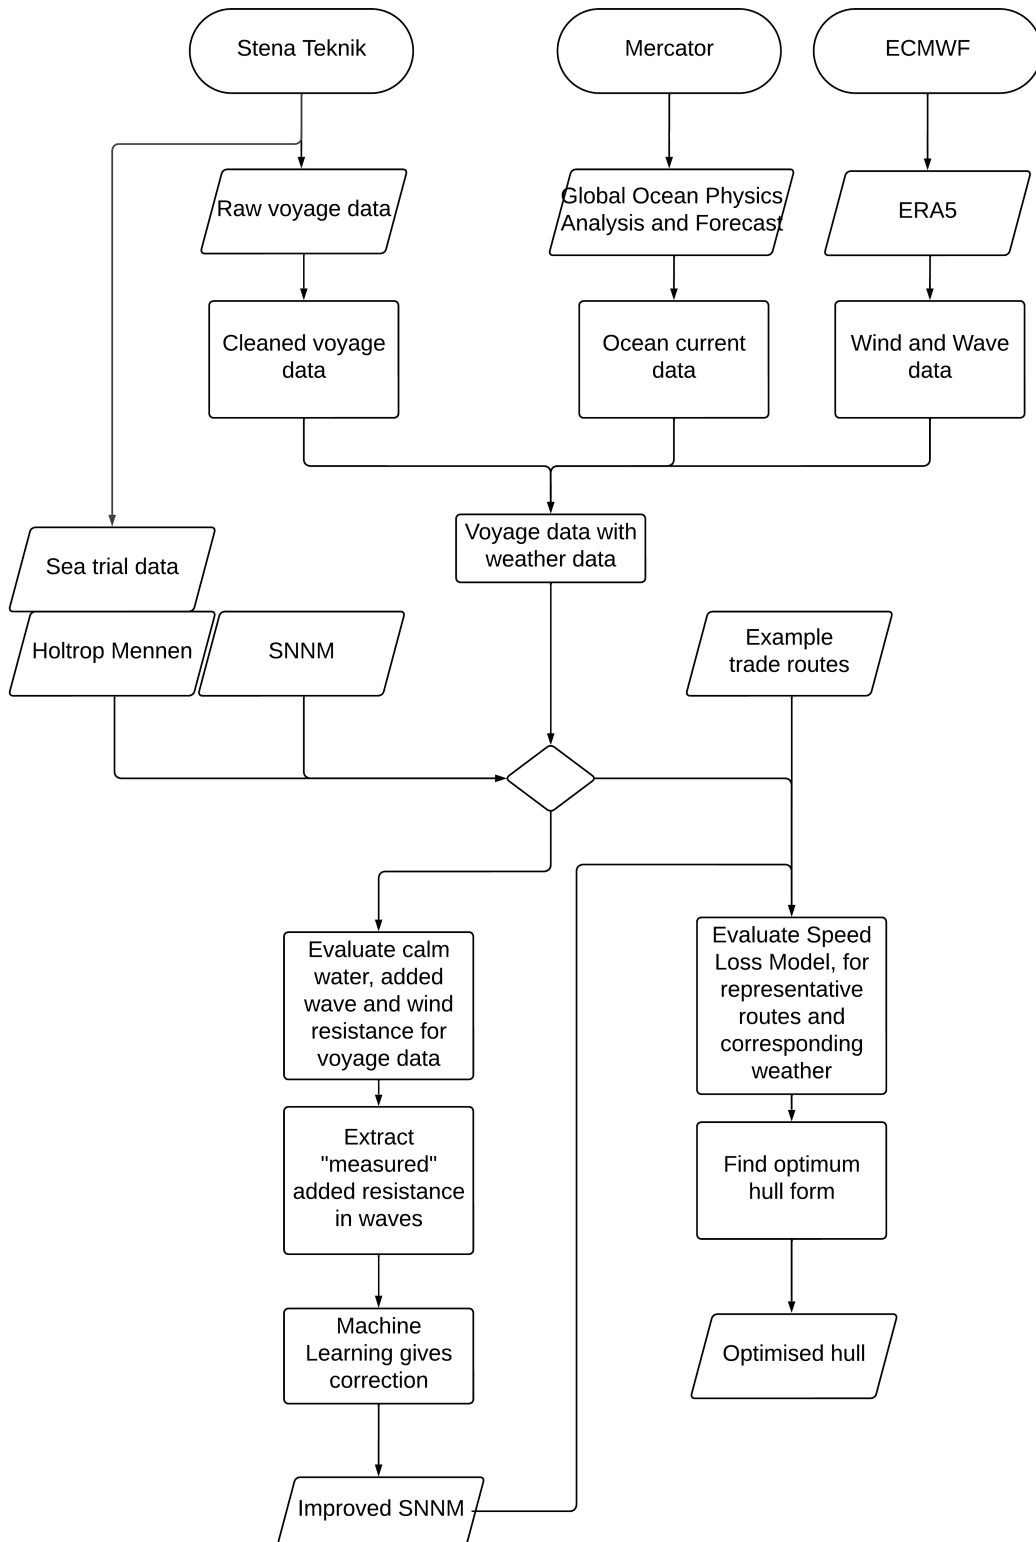 Stena Teknik
Mercator
ECMWF
Raw voyage data
Global Ocean Physics
Analysis and Forecast
ERA5
Cleaned voyage
data
Ocean current
data
Wind and Wave
data
Voyage data with
weather data
Sea trial data
Holtrop Mennen
SNNM
Example
trade routes
Evaluate calm
water, added
wave and wind
resistance for
voyage data
Evaluate Speed
Loss Model, for
representative
routes and
corresponding
weather
Extract
"measured"
added resistance
in waves
Find optimum
hull form
Machine
Learning gives
correction
Optimised hull
Improved SNNM